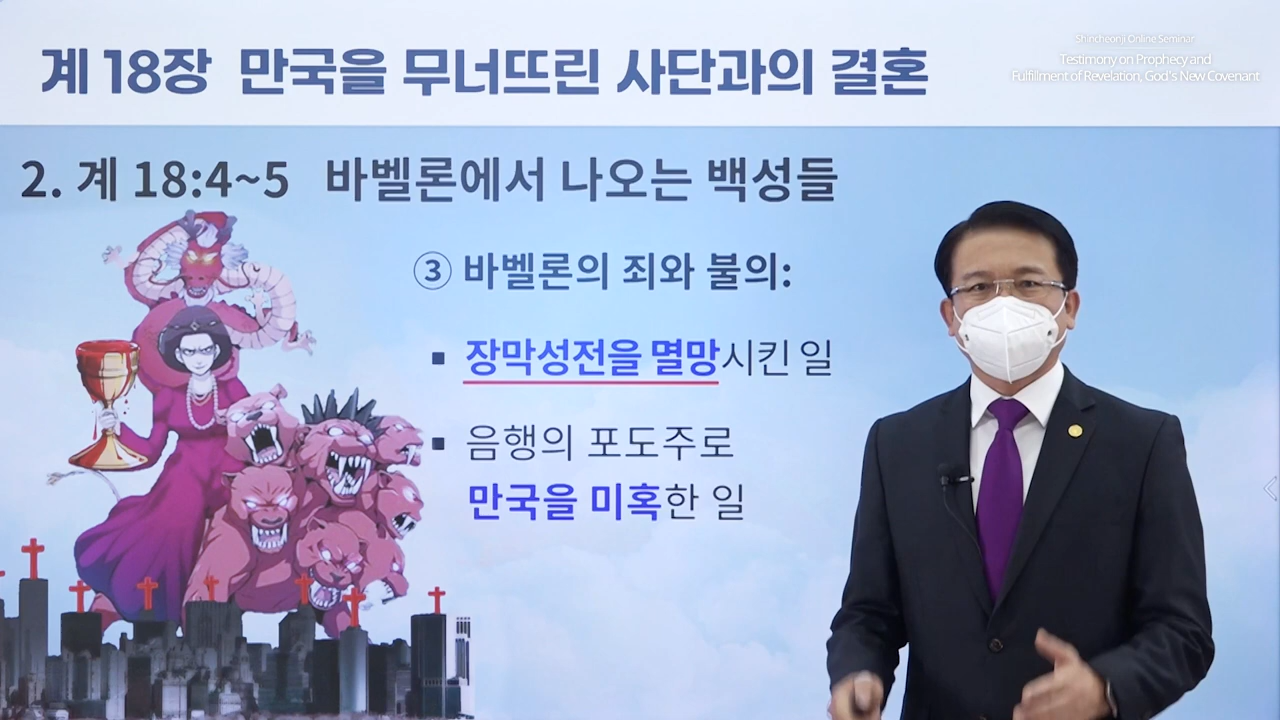 계 18장 만국을 무너뜨린 사단과의 결혼
Shincheonji Online Seminar
Testimony on Prophecy and
Fulfillment of Revelation, God's New Covenant
2. 계 18:4~5 바벨론에서 나오는 백성들
③ 바벨론의 죄와 불의:
▪ 장막성전을 멸망시킨 일
▪ 음행의 포도주로
만국을 미혹한 일